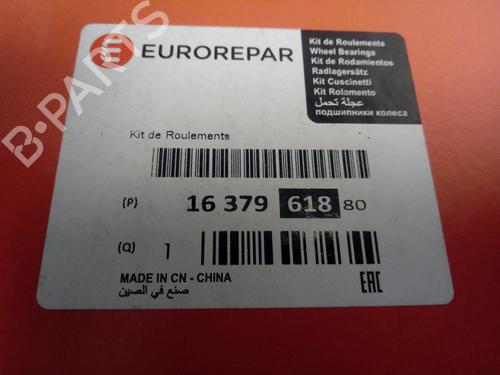 EUROREPAR
Kit de Roulements
Wheel Bearings
Kit de Rodamientos
Radlagersätz
Kit Cuscinetti
Kit Rolamento
عجلة تحمل
подшипники колеса
Kit de Roulements
(P) 16 379 618 80
(Q) 1
MADE IN CN - CHINA
صنع في الصين
EAC
B-PARTS